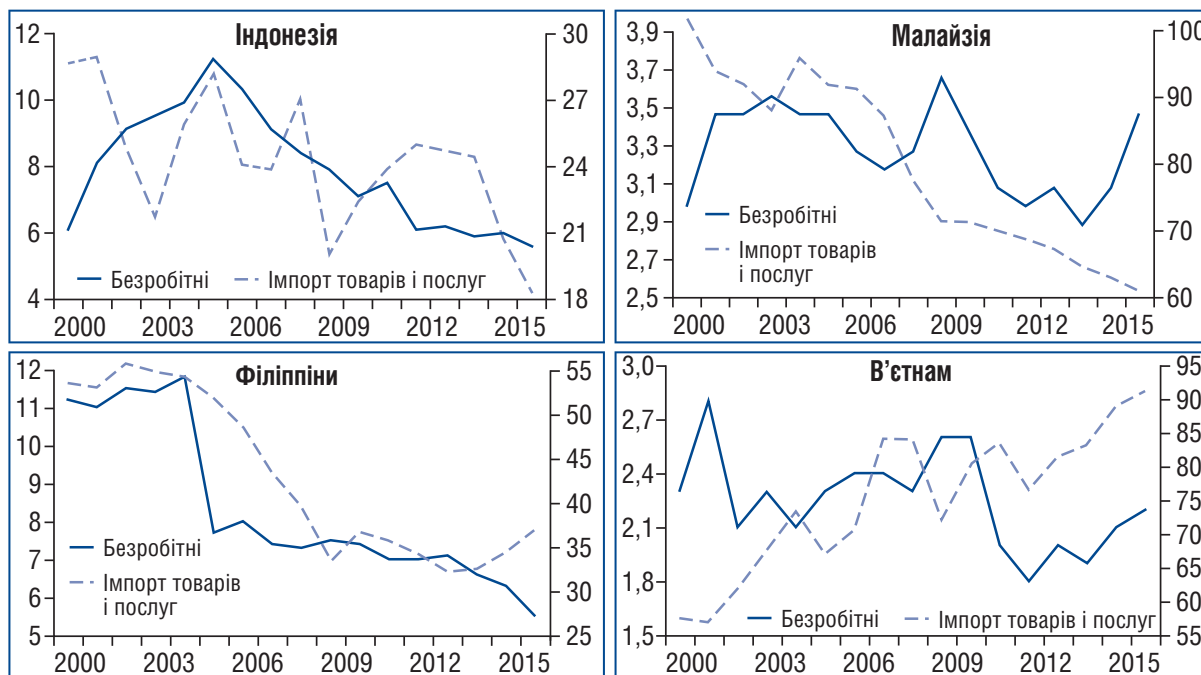 Індонезія
12
10
8
6
4
30
27
24
21
18
Безробітні
Імпорт товарів і послуг
2000 2003 2006 2009 2012 2015
Малайзія
3,9
3,7
3,5
3,3
3,1
2,9
2,7
2,5
100
90
80
70
60
Безробітні
Імпорт товарів
і послуг
2000 2003 2006 2009 2012 2015
Філіппіни
12
11
10
9
8
7
6
5
55
50
45
40
35
30
25
Безробітні
Імпорт товарів
і послуг
2000 2003 2006 2009 2012 2015
В’єтнам
3,0
2,7
2,4
2,1
1,8
1,5
95
90
85
80
75
70
65
60
55
Безробітні
Імпорт товарів і послуг
2000 2003 2006 2009 2012 2015